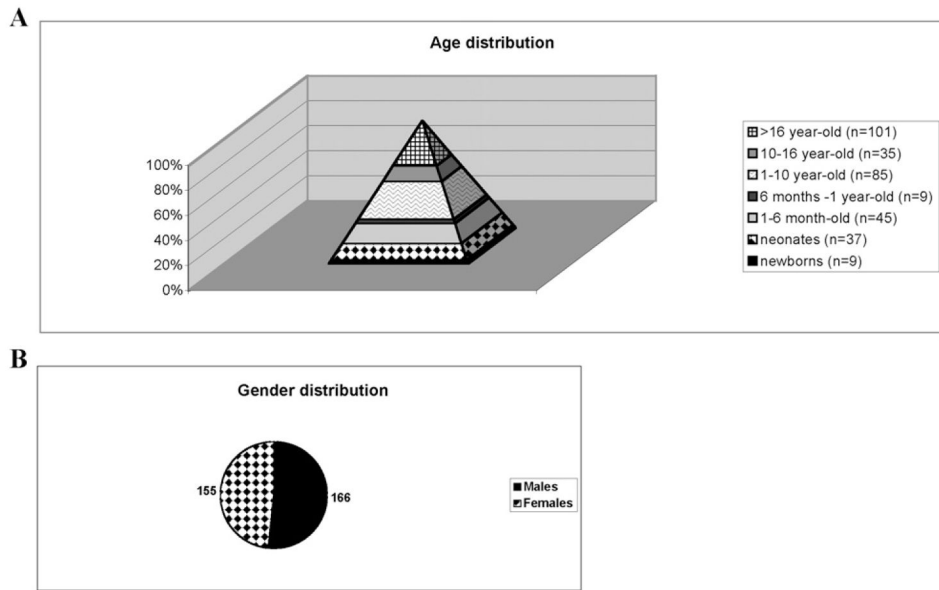 A
Age distribution
100%
80%
60%
40%
20%
0%
>16 year-old (n=101)
10-16 year-old (n=35)
1-10 year-old (n=85)
6 months -1 year-old (n=9)
1-6 month-old (n=45)
neonates (n=37)
newborns (n=9)
B
Gender distribution
155
166
Males
Females